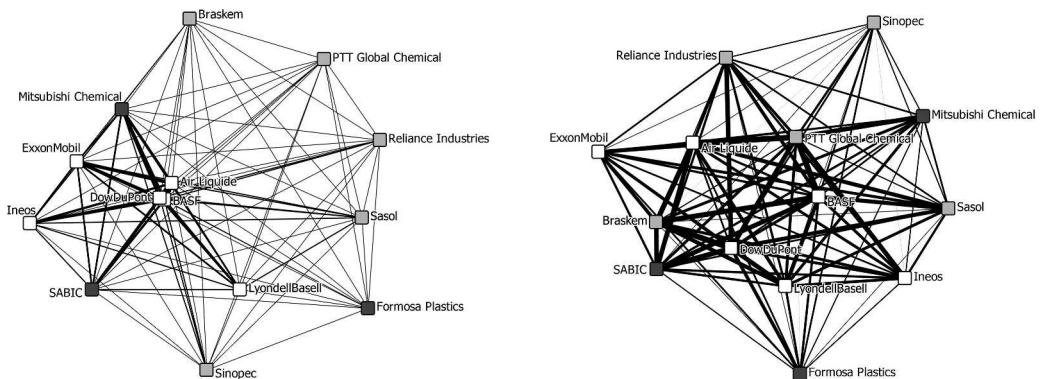 Braskem
PTT Global Chemical
Mitsubishi Chemical
Reliance Industries
ExxonMobil
Air Liquide
DowDuPont
BASF
Ineos
Sasol
SABIC
LyondellBasell
Formosa Plastics
Sinopec
Sinopec
Reliance Industries
Mitsubishi Chemical
ExxonMobil
PTT Global Chemical
Air Liquide
BASF
Sasol
Braskem
DowDuPont
SABIC
Ineos
LyondellBasell
Formosa Plastics